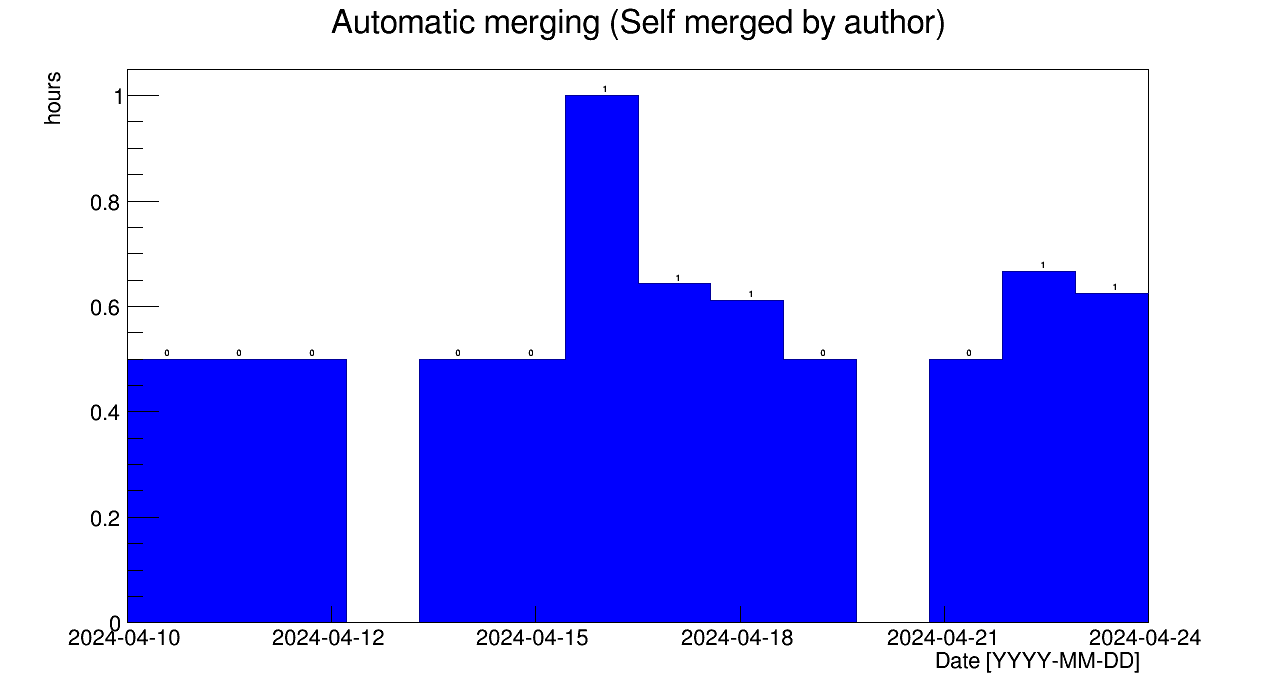 Automatic merging (Self merged by author)
hours
1
0.8
0.6
0.4
0.2
0
0 0 0 0 0 1 1 1 0 0 1 1
2024-04-10 2024-04-12 2024-04-15 2024-04-18 2024-04-21 2024-04-24
Date [YYYY-MM-DD]